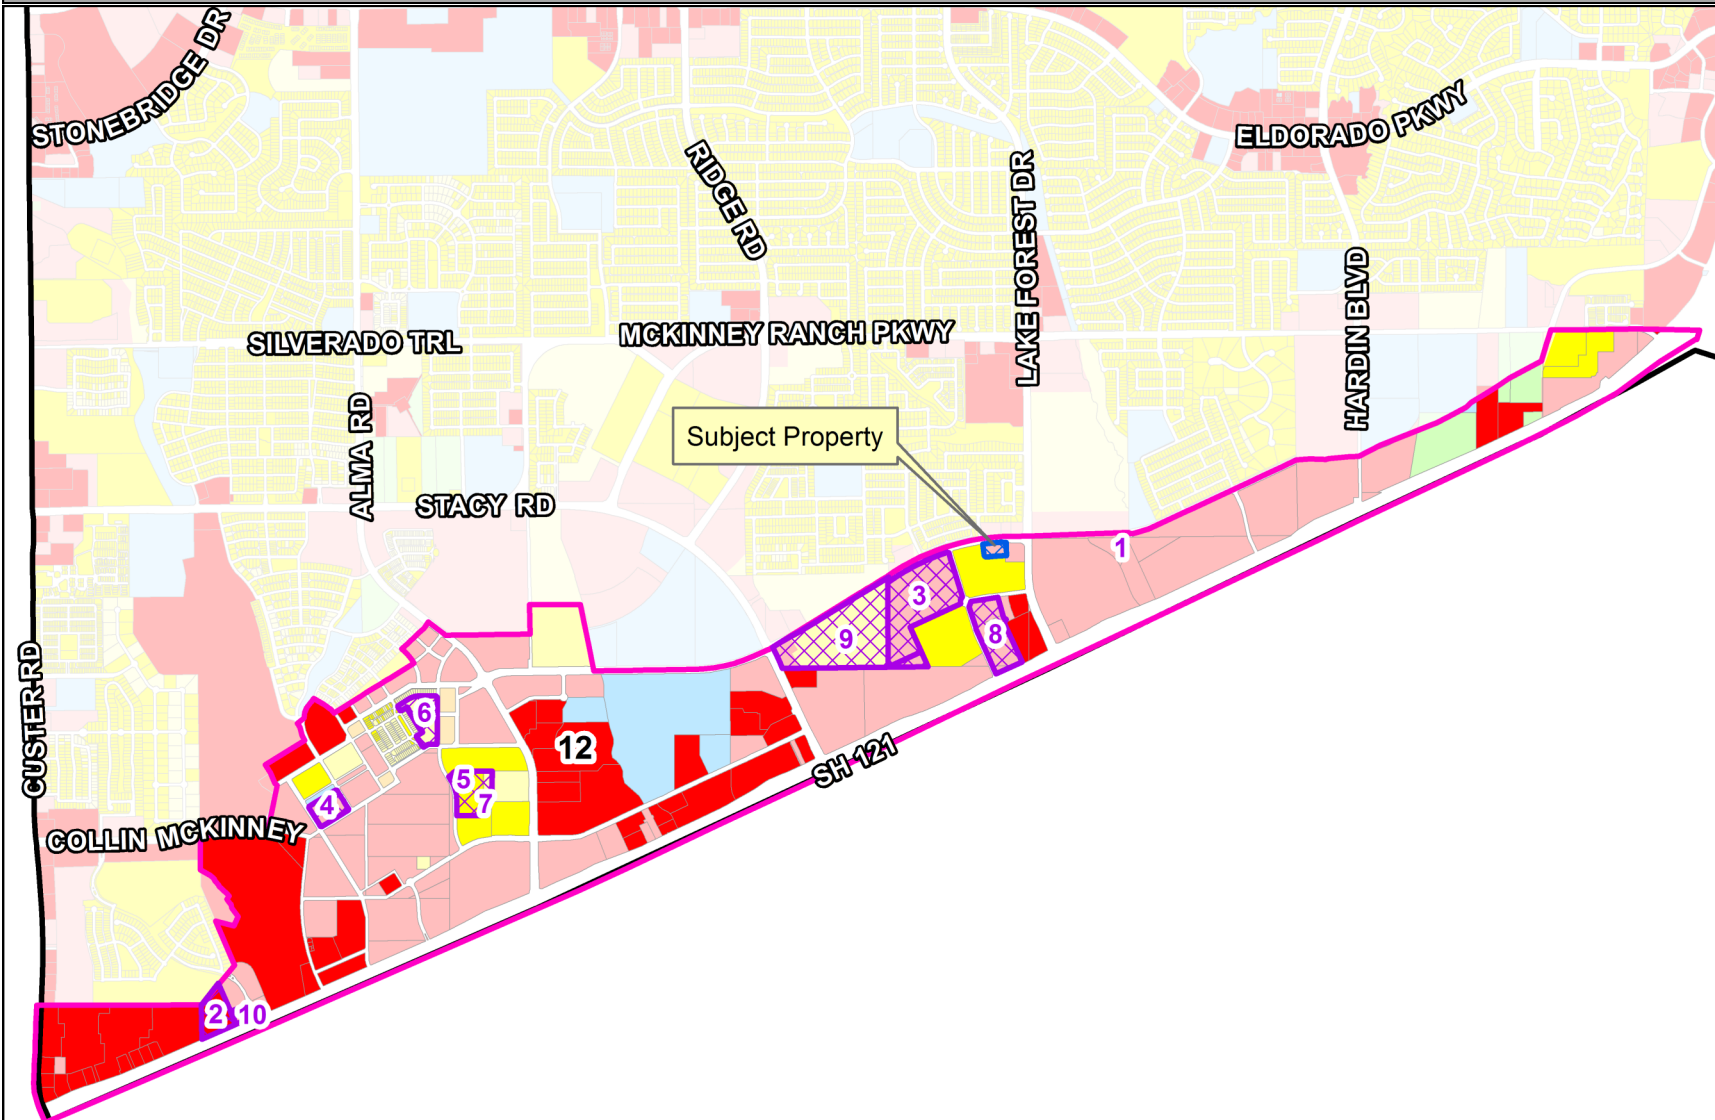 STONEBRIDGE DR
ELDORADO PKWY
RIDGE RD
LAKE FOREST DR
HARDIN BLVD
SILVERADO TRL
MCKINNEY RANCH PKWY
ALMA RD
Subject Property
STACY RD
1
3
9
8
CUSTER RD
6
12
SH 121
5
7
4
COLLIN MCKINNEY
2
10